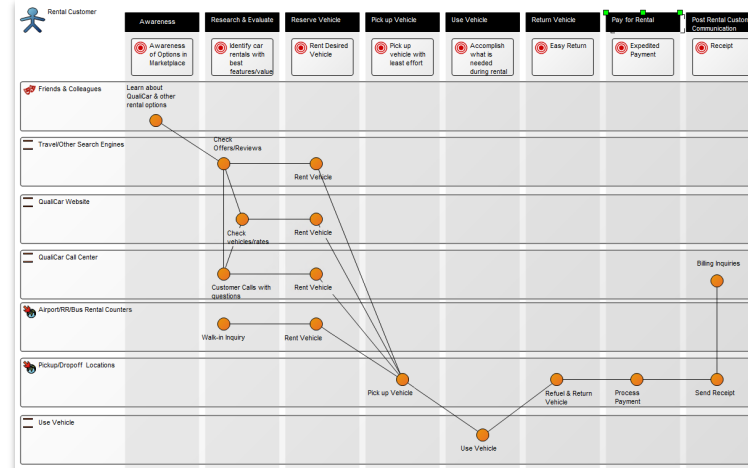 Rental Customer
Awareness
Research & Evaluate
Reserve Vehicle
Pick up Vehicle
Use Vehicle
Return Vehicle
Pay for Rental
Post Rental Custom
Communication
Awareness
of Options in
Marketplace
Identify car
rentals with
best
features/value
Rent Desired
Vehicle
Pick up
vehicle with
least effort
Accomplish
what is
needed
during rental
Easy Return
Expedited
Payment
Receipt
Friends & Colleagues
Learn about
QualiCar & other
rental options
Travel/Other Search Engines
Check
Offers/Reviews
Rent Vehicle
QualiCar Website
Check
vehicles/rates
Rent Vehicle
QualiCar Call Center
Customer Calls with
questions
Rent Vehicle
Billing Inquiries
Airport/RR/Bus Rental Counters
Walk-in Inquiry
Rent Vehicle
Pickup/Dropoff Locations
Pick up Vehicle
Refuel & Return
Vehicle
Process
Payment
Send Receipt
Use Vehicle
Use Vehicle